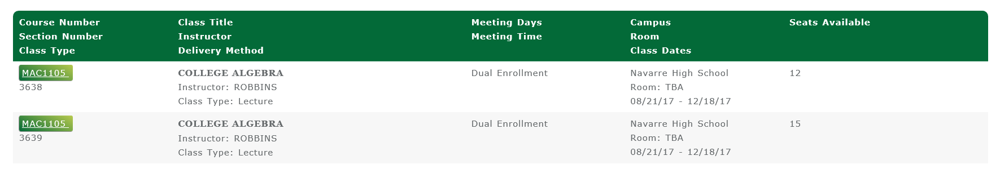 Course Number
Section Number
Class Type
Class Title
Instructor
Delivery Method
Meeting Days
Meeting Time
Campus
Room
Class Dates
Seats Available
MAC1105
3638
COLLEGE ALGEBRA
Instructor: ROBBINS
Class Type: Lecture
Dual Enrollment
Navarre High School
Room: TBA
08/21/17 - 12/18/17
12
MAC1105
3639
COLLEGE ALGEBRA
Instructor: ROBBINS
Class Type: Lecture
Dual Enrollment
Navarre High School
Room: TBA
08/21/17 - 12/18/17
15